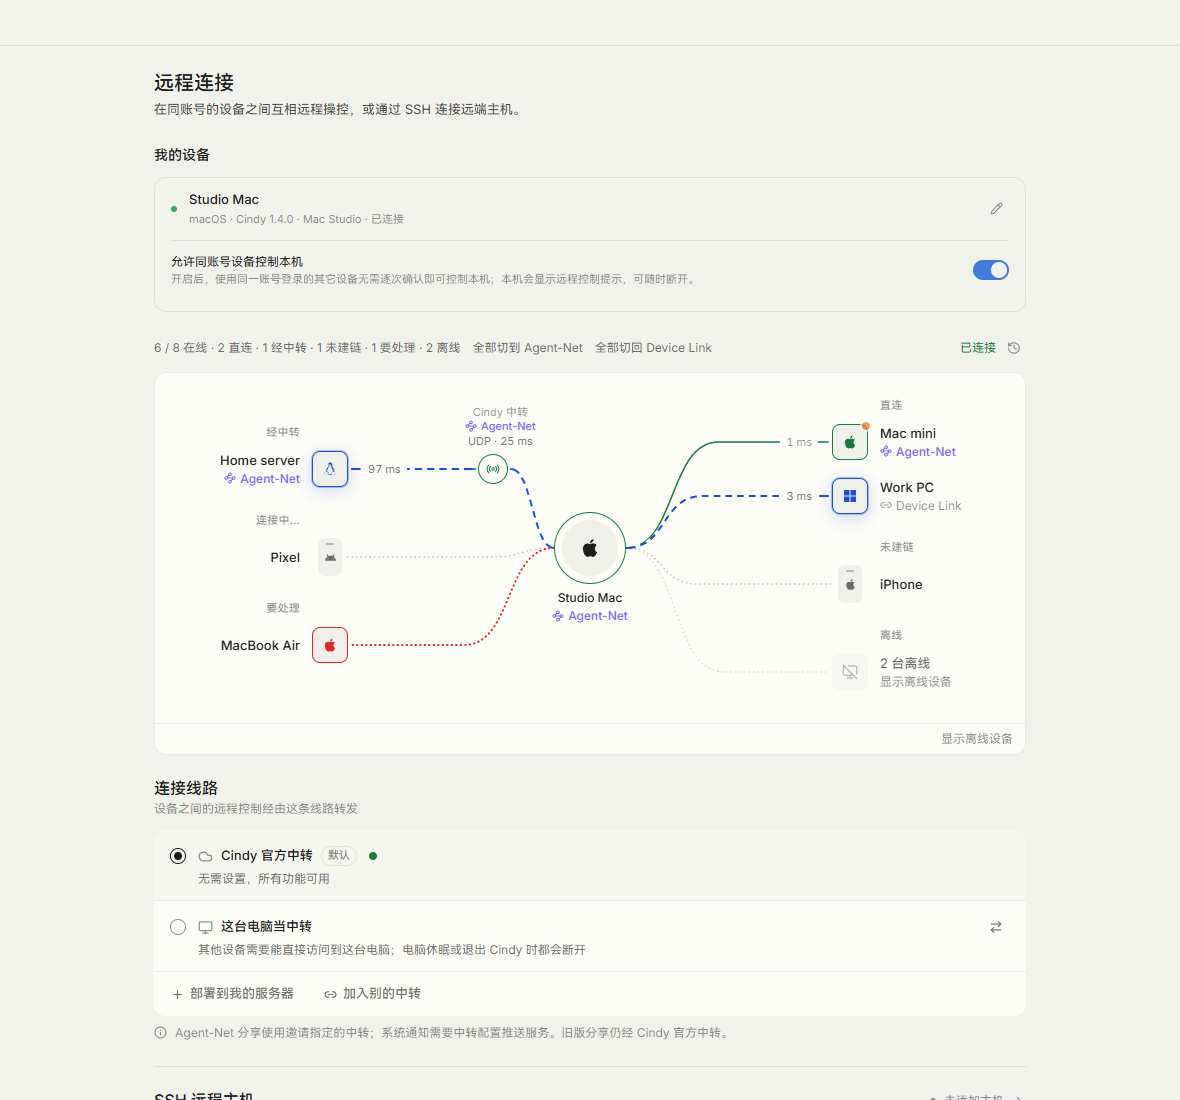 远程连接
在同账号的设备之间互相远程操控，或通过 SSH 连接远端主机。
我的设备
Studio Mac
macOS · Cindy 1.4.0 · Mac Studio · 已连接
允许同账号设备控制本机
开启后，使用同一账号登录的其它设备无需逐次确认即可控制本机；本机会显示远程控制提示，可随时断开。
6 / 8 在线 · 2 直连 · 1 经中转 · 1 未建链 · 1 要处理 · 2 离线 全部切到 Agent-Net 全部切回 Device Link
已连接
经中转
Home server
Agent-Net
97 ms
Cindy 中转
Agent-Net
UDP · 25 ms
连接中...
Pixel
要处理
MacBook Air
Studio Mac
Agent-Net
直连
1 ms
Mac mini
Agent-Net
3 ms
Work PC
Device Link
未建链
iPhone
离线
2 台离线
显示离线设备
显示离线设备
连接线路
设备之间的远程控制经由这条线路转发
Cindy 官方中转 默认
无需设置，所有功能可用
这台电脑当中转
其他设备需要能直接访问到这台电脑；电脑休眠或退出 Cindy 时都会断开
部署到我的服务器 加入别的中转
Agent-Net 分享使用邀请指定的中转；系统通知需要中转配置推送服务。旧版分享仍经 Cindy 官方中转。
SSH 远程主机
未添加主机